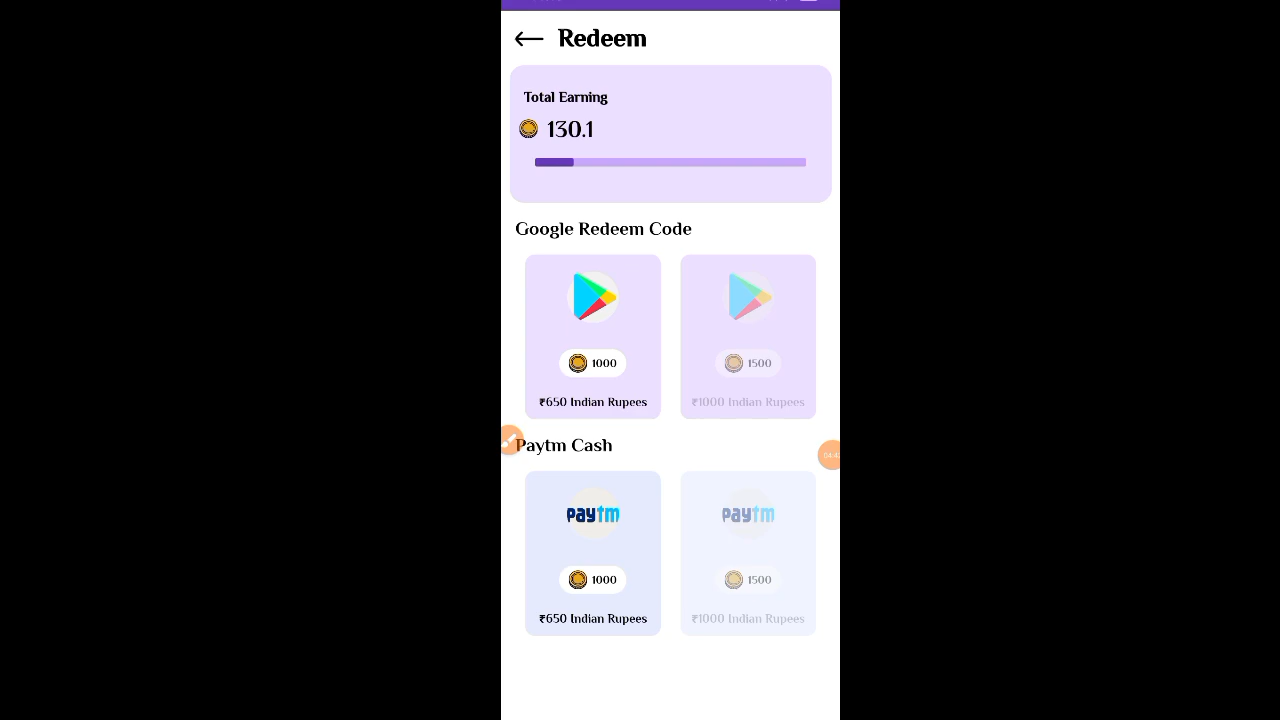 Redeem
Total Earning
130.1
Google Redeem Code
1000
1500
₹650 Indian Rupees
₹1000 Indian Rupees
Paytm Cash
paytm
paytm
1000
1500
₹650 Indian Rupees
₹1000 Indian Rupees